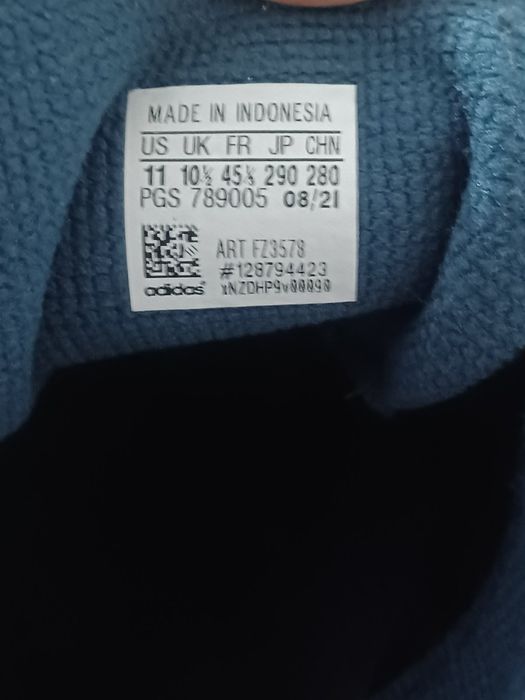 MADE IN INDONESIA
US UK FR JP CHN
11 10½ 45⅓ 290 280
PGS 789005 08/21
ART FZ3578
#128794423
adidas xNZDHP9v00090